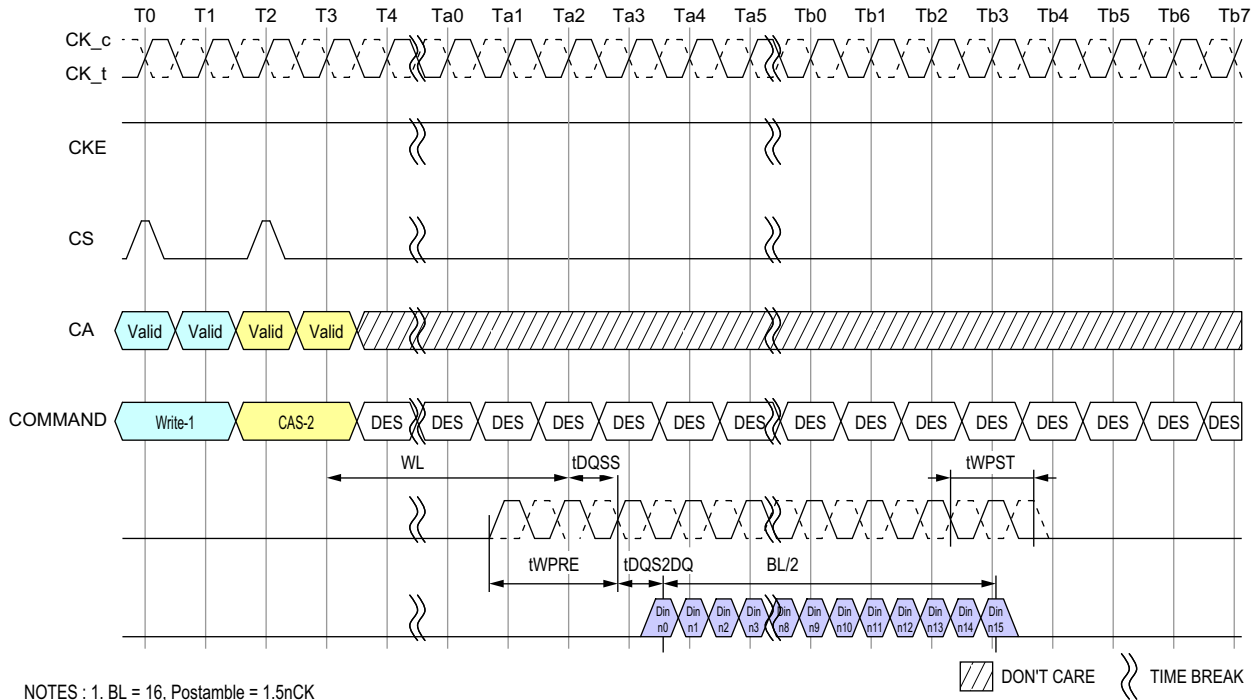 T0 T1 T2 T3 T4 Ta0 Ta1 Ta2 Ta3 Ta4 Ta5 Tb0 Tb1 Tb2 Tb3 Tb4 Tb5 Tb6 Tb7
CK_c
CK_t
CKE
CS
CA Valid Valid Valid Valid
COMMAND Write-1 CAS-2 DES DES DES DES DES DES DES DES DES DES DES DES DES DES DES
WL tDQSS tWPST
tWPRE tDQS2DQ BL/2
Din Din Din Din Din Din Din Din Din Din Din Din
n0 n1 n2 n3 n8 n9 n10 n11 n12 n13 n14 n15
DON'T CARE TIME BREAK
NOTES : 1. BL = 16, Postamble = 1.5nCK